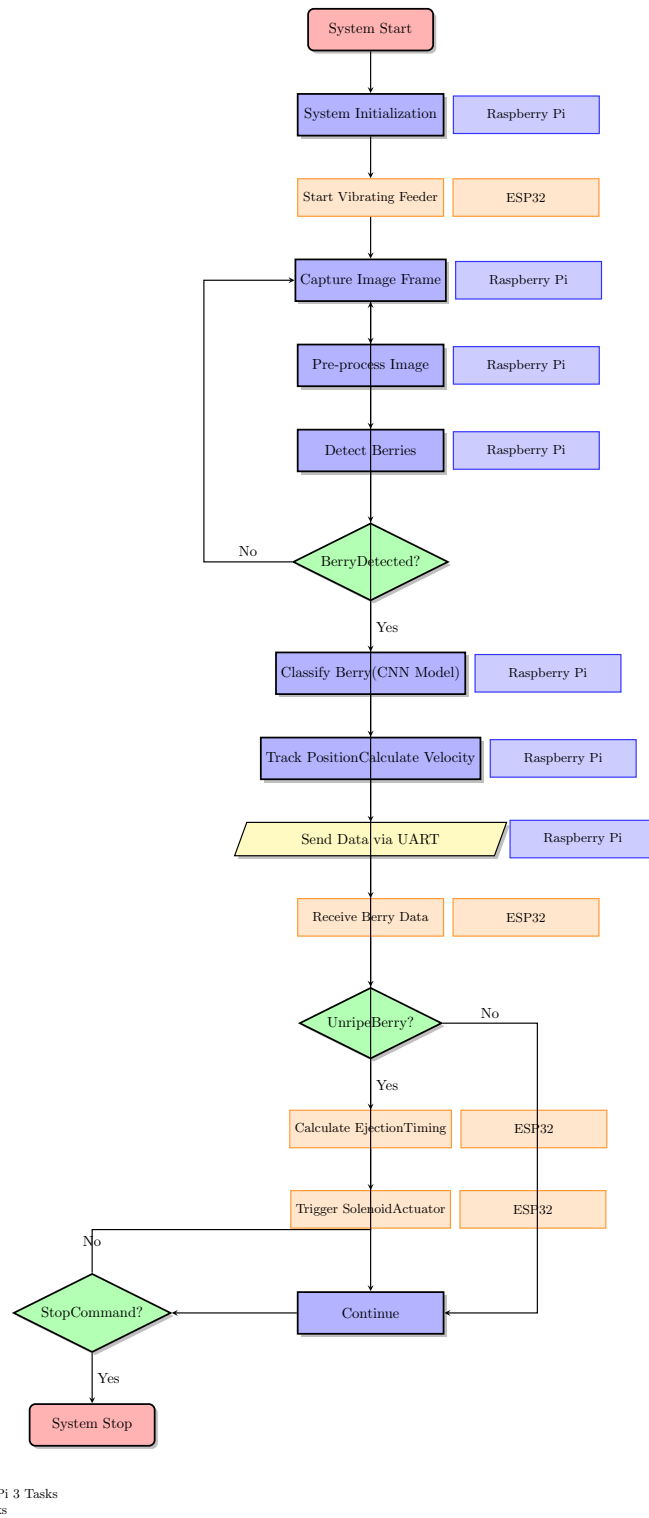 System Start
System Initialization
Raspberry Pi
Start Vibrating Feeder
ESP32
Capture Image Frame
Raspberry Pi
Pre-process Image
Raspberry Pi
Detect Berries
Raspberry Pi
BerryDetected?
No
Yes
Classify Berry(CNN Model)
Raspberry Pi
Track PositionCalculate Velocity
Raspberry Pi
Send Data via UART
Raspberry Pi
Receive Berry Data
ESP32
UnripeBerry?
No
Yes
Calculate EjectionTiming
ESP32
Trigger SolenoidActuator
ESP32
No
StopCommand?
Continue
Yes
System Stop
Pi 3 Tasks